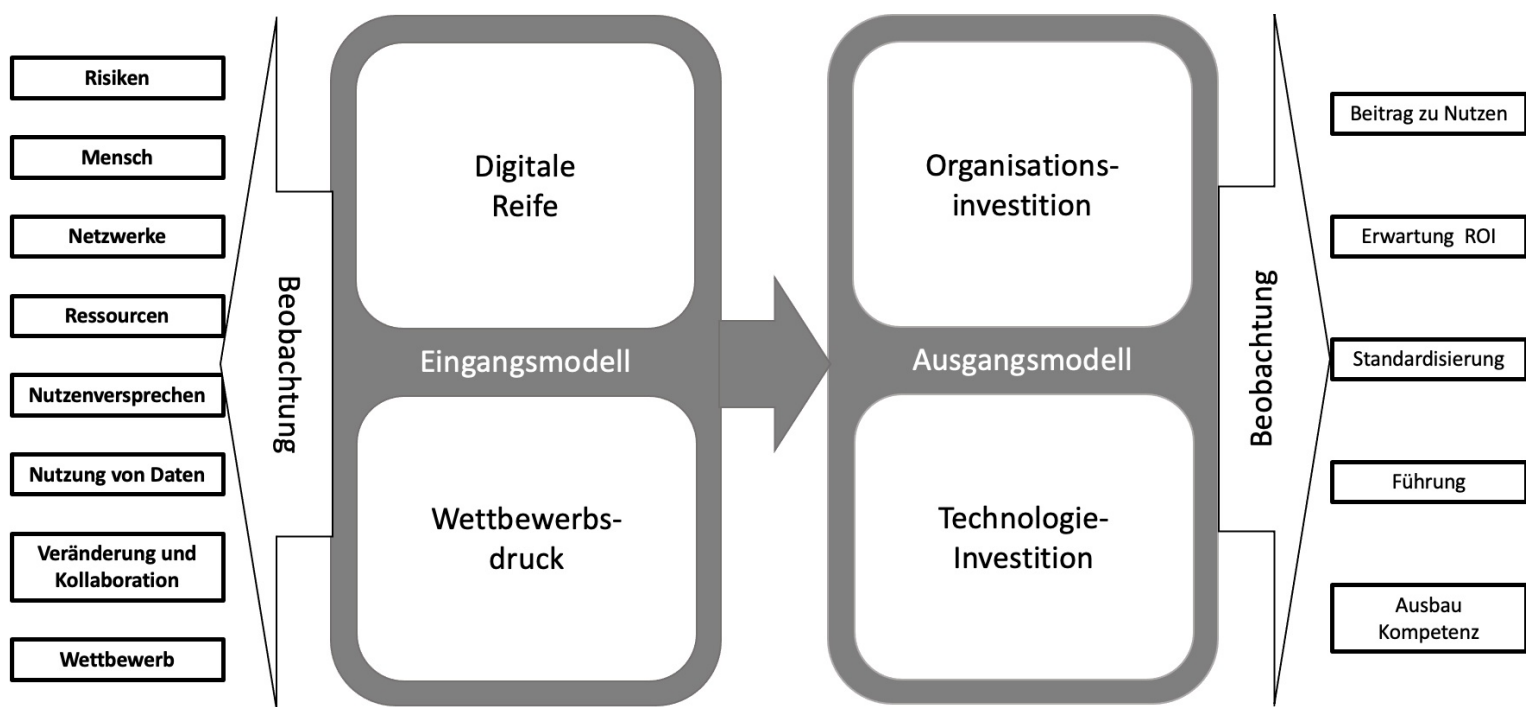 Risiken
Mensch
Netzwerke
Ressourcen
Nutzenversprechen
Nutzung von Daten
Veränderung und
Kollaboration
Wettbewerb
Beobachtung
Digitale
Reife
Eingangsmodell
Wettbewerbs-
druck
Organisations-
investition
Ausgangsmodell
Technologie-
Investition
Beobachtung
Beitrag zu Nutzen
Erwartung ROI
Standardisierung
Führung
Ausbau
Kompetenz